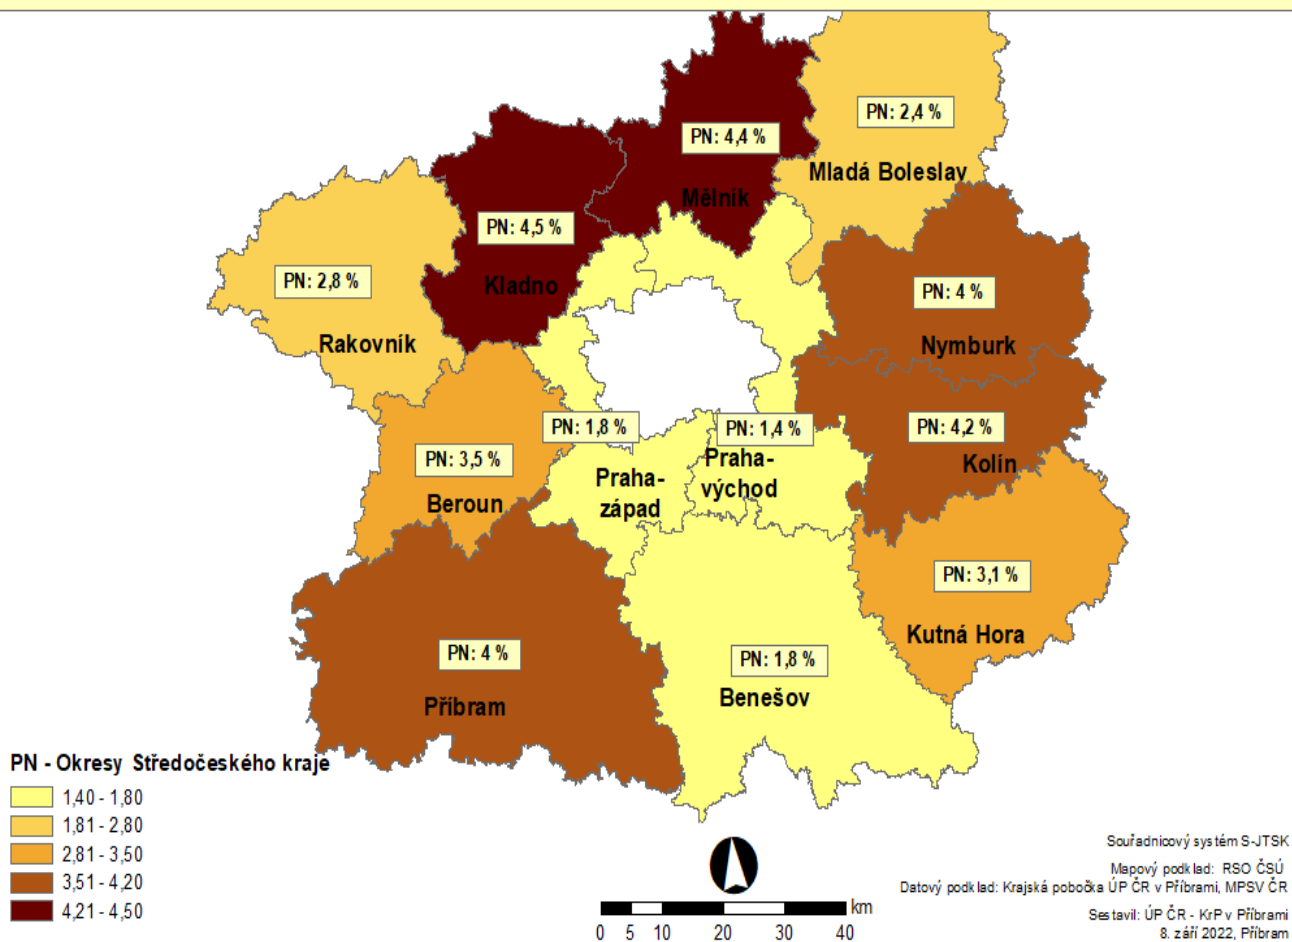 PN: 2,4 %
Mladá Boleslav
PN: 4,4 %
Mělník
PN: 4,5 %
Kladno
PN: 2,8 %
Rakovník
PN: 4 %
Nymburk
PN: 1,8 %
Praha-
západ
PN: 1,4 %
Praha-
východ
PN: 4,2 %
Kolín
PN: 3,5 %
Beroun
PN: 3,1 %
Kutná Hora
PN: 4 %
Příbram
PN: 1,8 %
Benešov
PN - Okresy Středočeského kraje
1,40 - 1,80
1,81 - 2,80
2,81 - 3,50
3,51 - 4,20
4,21 - 4,50
km
0 5 10 20 30 40
Souřadnicový systém S-JTSK
Mapový podklad: RSO ČSÚ
Datový podklad: Krajská pobočka ÚP ČR v Příbrami, MPSV ČR
Sestavil: ÚP ČR - KrP v Příbrami
8. září 2022, Příbram